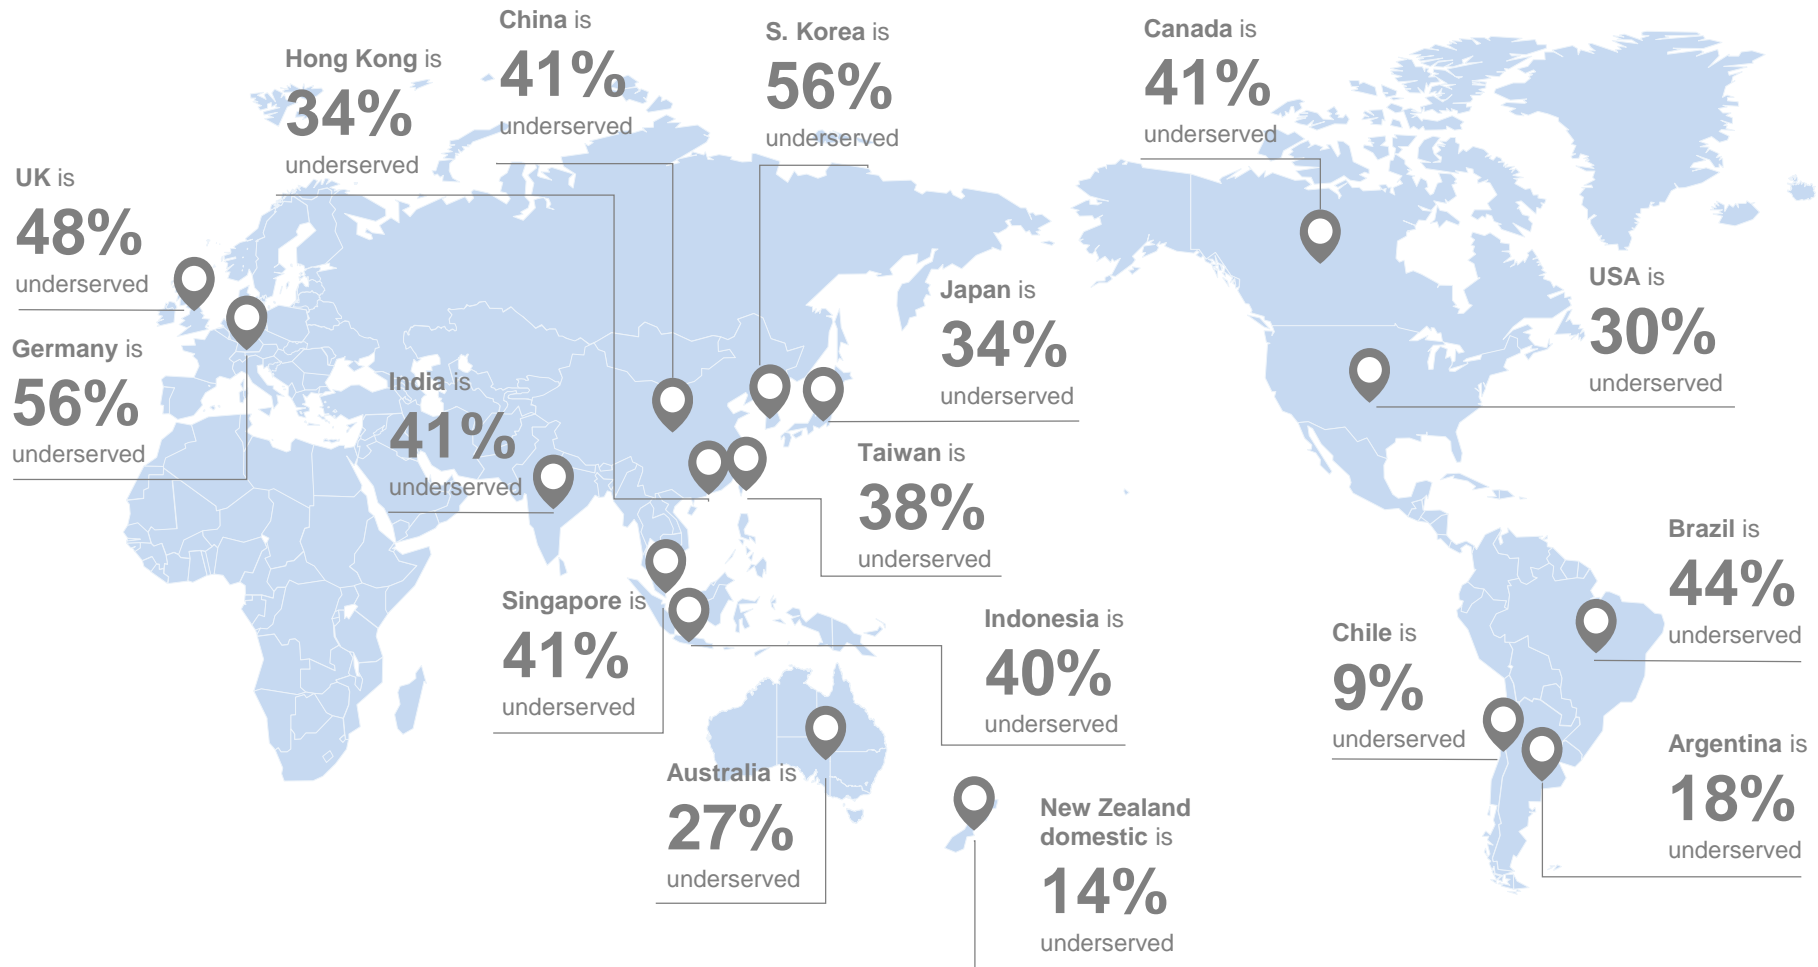 China is
41%
underserved
S. Korea is
56%
underserved
Canada is
41%
underserved
Hong Kong is
34%
underserved
UK is
48%
underserved
Japan is
34%
underserved
USA is
30%
underserved
Germany is
56%
underserved
India is
41%
underserved
Taiwan is
38%
underserved
Brazil is
44%
underserved
Singapore is
41%
underserved
Indonesia is
40%
underserved
Chile is
9%
underserved
Argentina is
18%
underserved
Australia is
27%
underserved
New Zealand
domestic is
14%
underserved